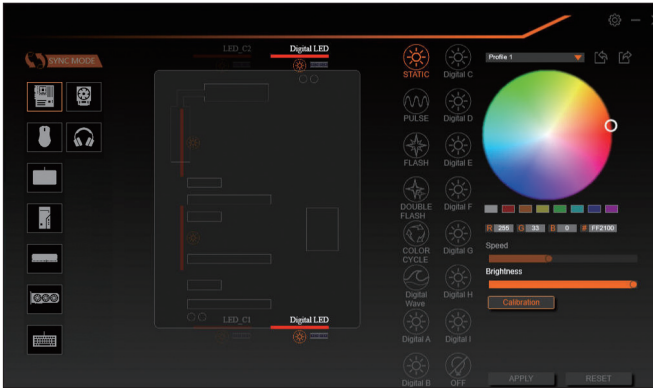 SYNC MODE
LED_C2
Digital LED
STATIC
Digital C
PULSE
Digital D
FLASH
Digital E
DOUBLE
FLASH
Digital F
COLOR
CYCLE
Digital G
Digital
Wave
Digital H
Digital A
Digital I
Digital B
OFF
LED_C1
Digital LED
Profile 1
R 256 G 33 B 0 # FF2100
Speed
Brightness
Calibration
APPLY
RESET